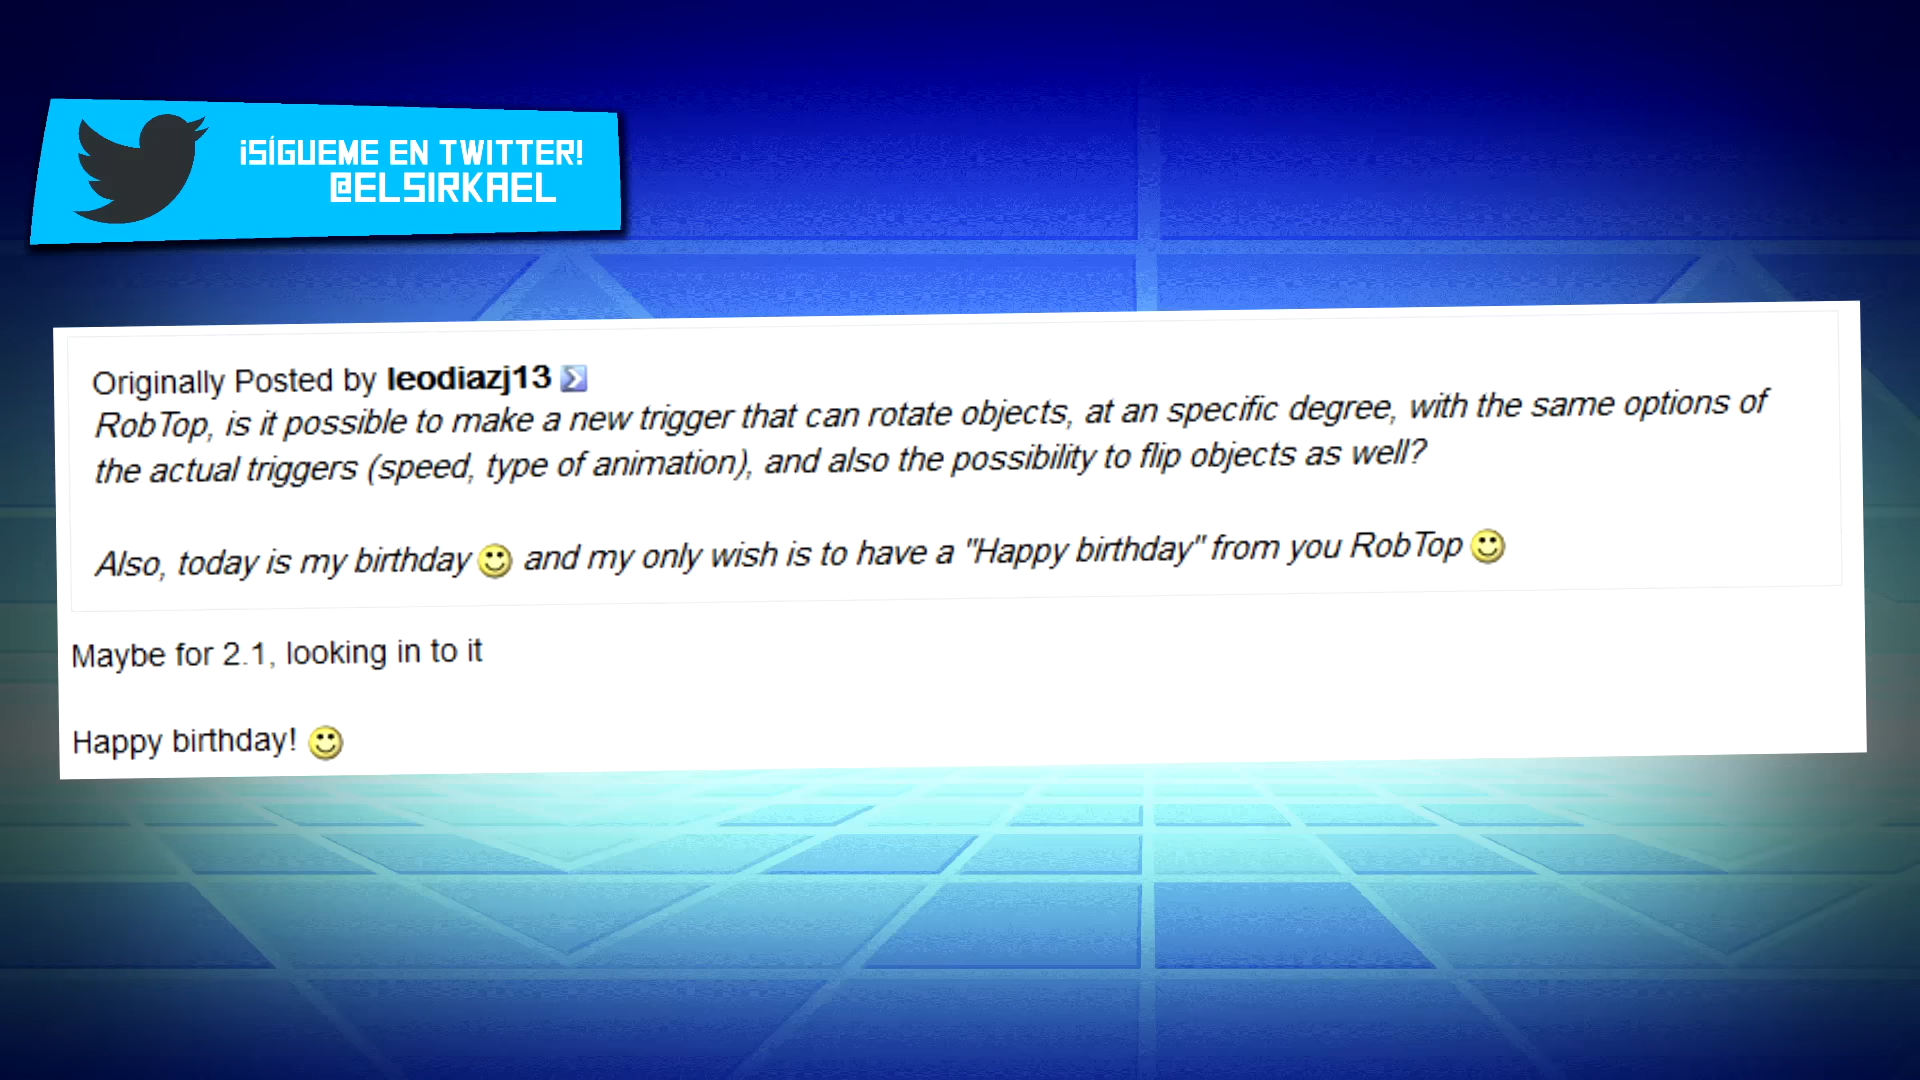 ¡SÍGUEME EN TWITTER!
@ELSIRKAEL
Originally Posted by leodiazj13
RobTop, is it possible to make a new trigger that can rotate objects, at an specific degree, with the same options of
the actual triggers (speed, type of animation), and also the possibility to flip objects as well?
Also, today is my birthday and my only wish is to have a "Happy birthday" from you RobTop
Maybe for 2.1, looking in to it
Happy birthday!